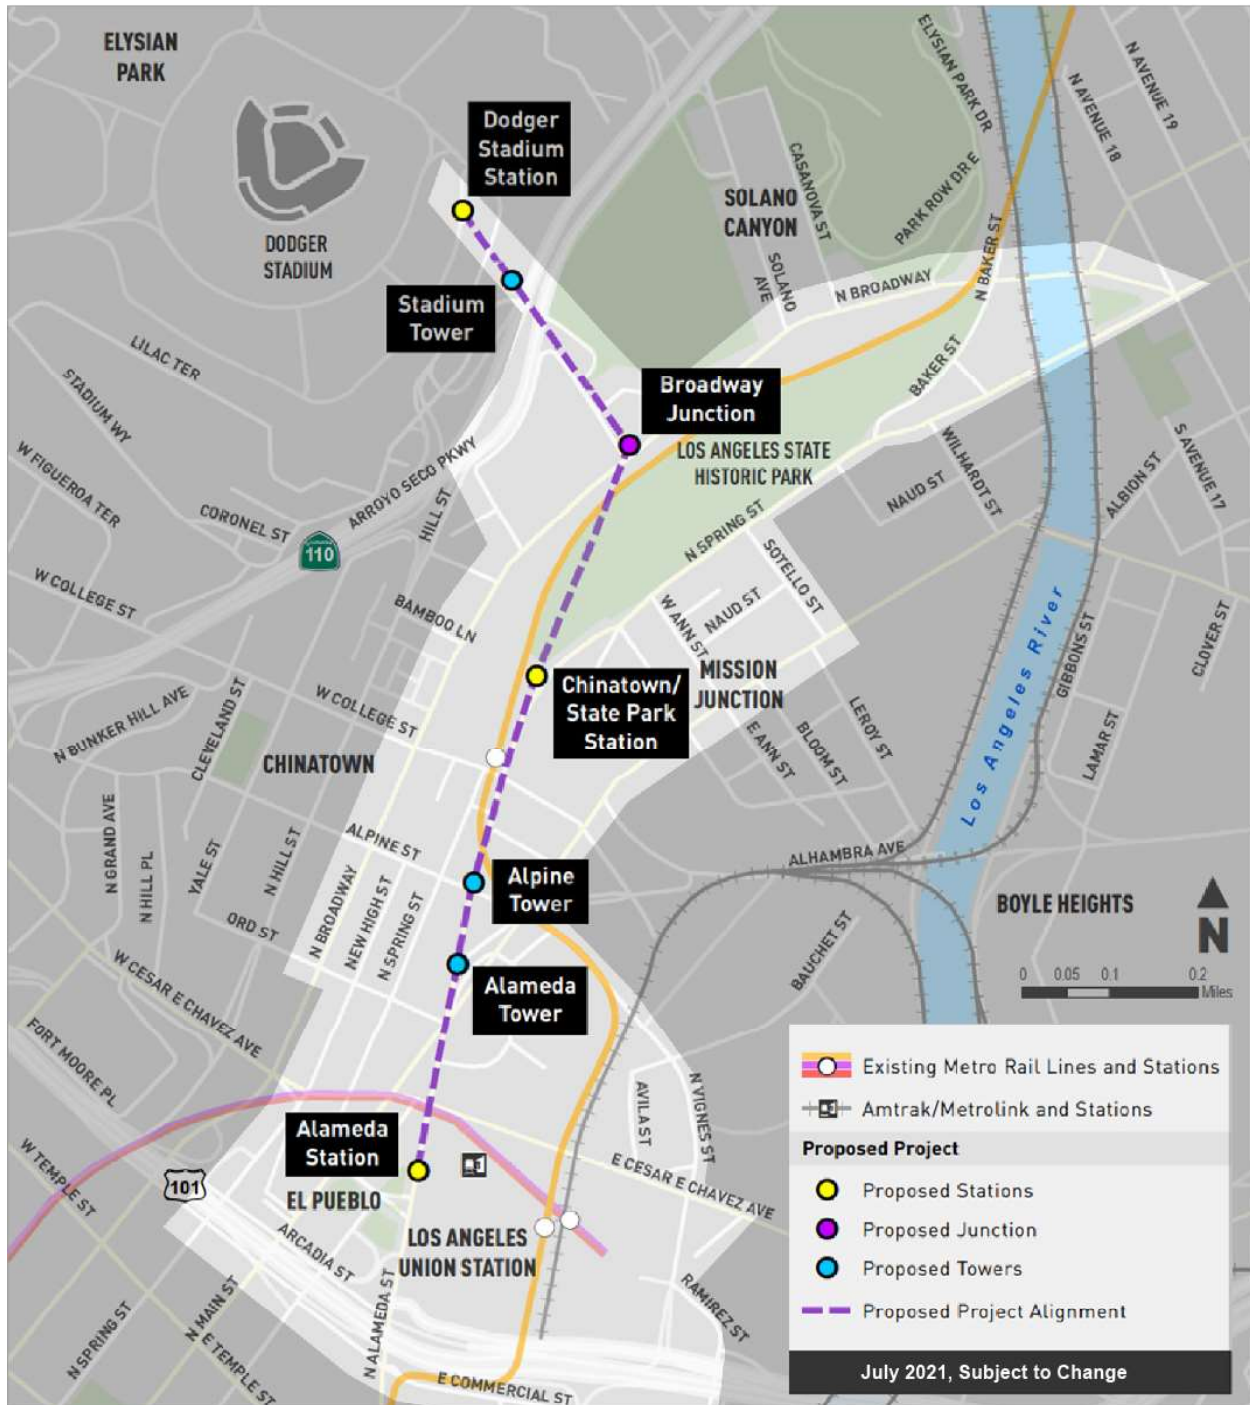 ELYSIAN
PARK
Dodger
Stadium
Station
DODGER
STADIUM
Stadium
Tower
SOLANO
CANYON
CASANOVA ST
SOLANO
AVE
ELYSIAN PARK DR
PARK ROW DR E
N AVENUE 19
N AVENUE 18
N BROADWAY
N BAKER ST
BAKER ST
LILAC TER
STADIUM WY
W FIGUEROA TER
CORONEL ST
ARROYO SECO PKWY
HILL ST
110
Broadway
Junction
LOS ANGELES STATE
HISTORIC PARK
WILHARDT ST
NAUD ST
ALBION ST
S AVENUE 17
N SPRING ST
SOTELLO ST
W COLLEGE ST
BAMBOO LN
W ANN ST
NAUD ST
MISSION
JUNCTION
Chinatown/
State Park
Station
LEROY ST
BLOOM ST
E ANN ST
Los Angeles River
GIBBONS ST
CLOVER ST
LAMAR ST
N BUNKER HILL AVE
CLEVELAND ST
W COLLEGE ST
CHINATOWN
N GRAND AVE
N HILL PL
YALE ST
N HILL ST
ALPINE ST
ORD ST
N BROADWAY
NEW HIGH ST
N SPRING ST
Alpine
Tower
ALHAMBRA AVE
BOYLE HEIGHTS
BAUCHET ST
N
0 0.05 0.1 0.2
Miles
W CESAR E CHAVEZ AVE
FORT MOORE PL
Alameda
Tower
AVILA ST
N VIGNES ST
Alameda
Station
E CESAR E CHAVEZ AVE
W TEMPLE ST
101
EL PUEBLO
LOS ANGELES
UNION STATION
ARCADIA ST
RAMIREZ ST
N SPRING ST
N MAIN ST
E TEMPLE ST
N ALAMEDA ST
E COMMERCIAL ST
Existing Metro Rail Lines and Stations
Amtrak/Metrolink and Stations
Proposed Project
Proposed Stations
Proposed Junction
Proposed Towers
Proposed Project Alignment
July 2021, Subject to Change